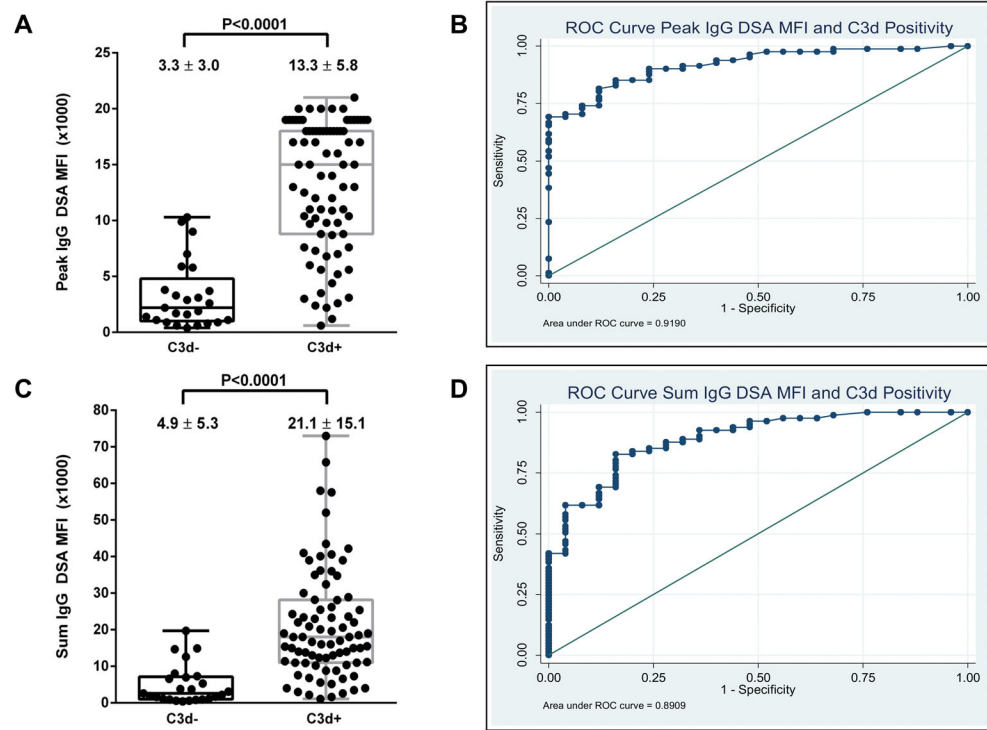 A
P<0.0001
3.3 ± 3.0
13.3 ± 5.8
Peak IgG DSA MFI (x1000)
25
20
15
10
5
0
C3d-
C3d+
B
ROC Curve Peak IgG DSA MFI and C3d Positivity
Sensitivity
1.00
0.75
0.50
0.25
0.00
0.00
0.25
0.50
0.75
1.00
1 - Specificity
Area under ROC curve = 0.9190
C
P<0.0001
4.9 ± 5.3
21.1 ± 15.1
Sum IgG DSA MFI (x1000)
80
70
60
50
40
30
20
10
0
C3d-
C3d+
D
ROC Curve Sum IgG DSA MFI and C3d Positivity
Sensitivity
1.00
0.75
0.50
0.25
0.00
0.00
0.25
0.50
0.75
1.00
1 - Specificity
Area under ROC curve = 0.8909